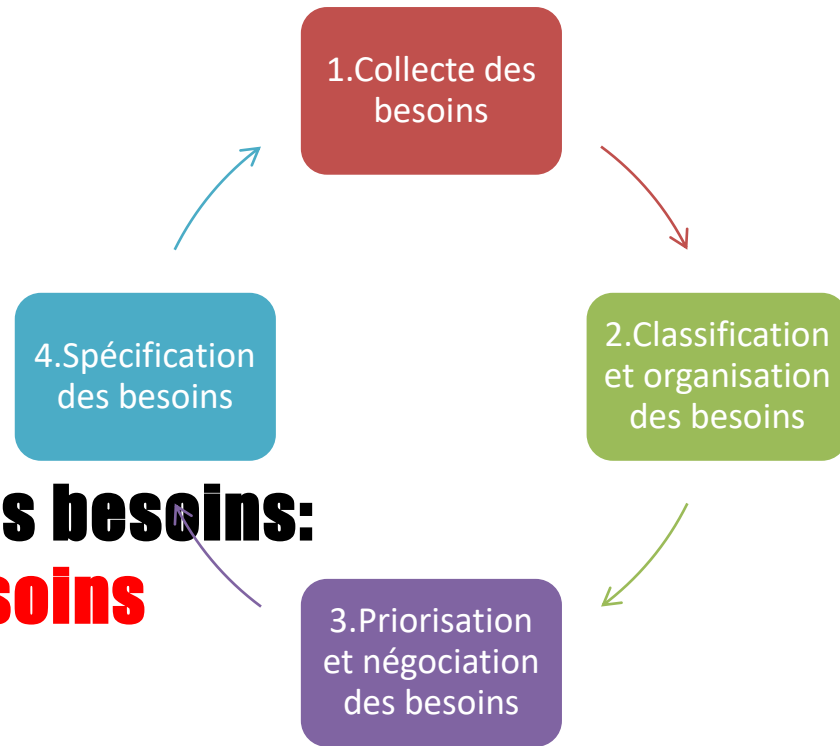 1.Collecte des
besoins
2.Classification
et organisation
des besoins
3.Priorisation
et négociation
des besoins
4.Spécification
des besoins
s besoins:
soins